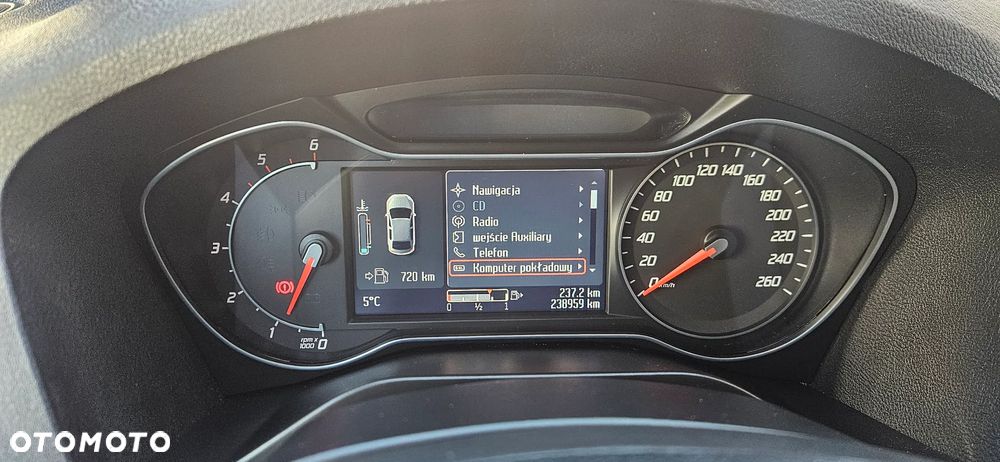 6
5
4
3
2
1
0
rpm x
1000
720 km
5°C
Nawigacja
CD
Radio
wejście Auxiliary
Telefon
Komputer pokładowy
0 ½ 1
237.2 km
238959 km
0
20
40
60
80
100
120
140
160
180
200
220
240
260
km/h
OTOMOTO